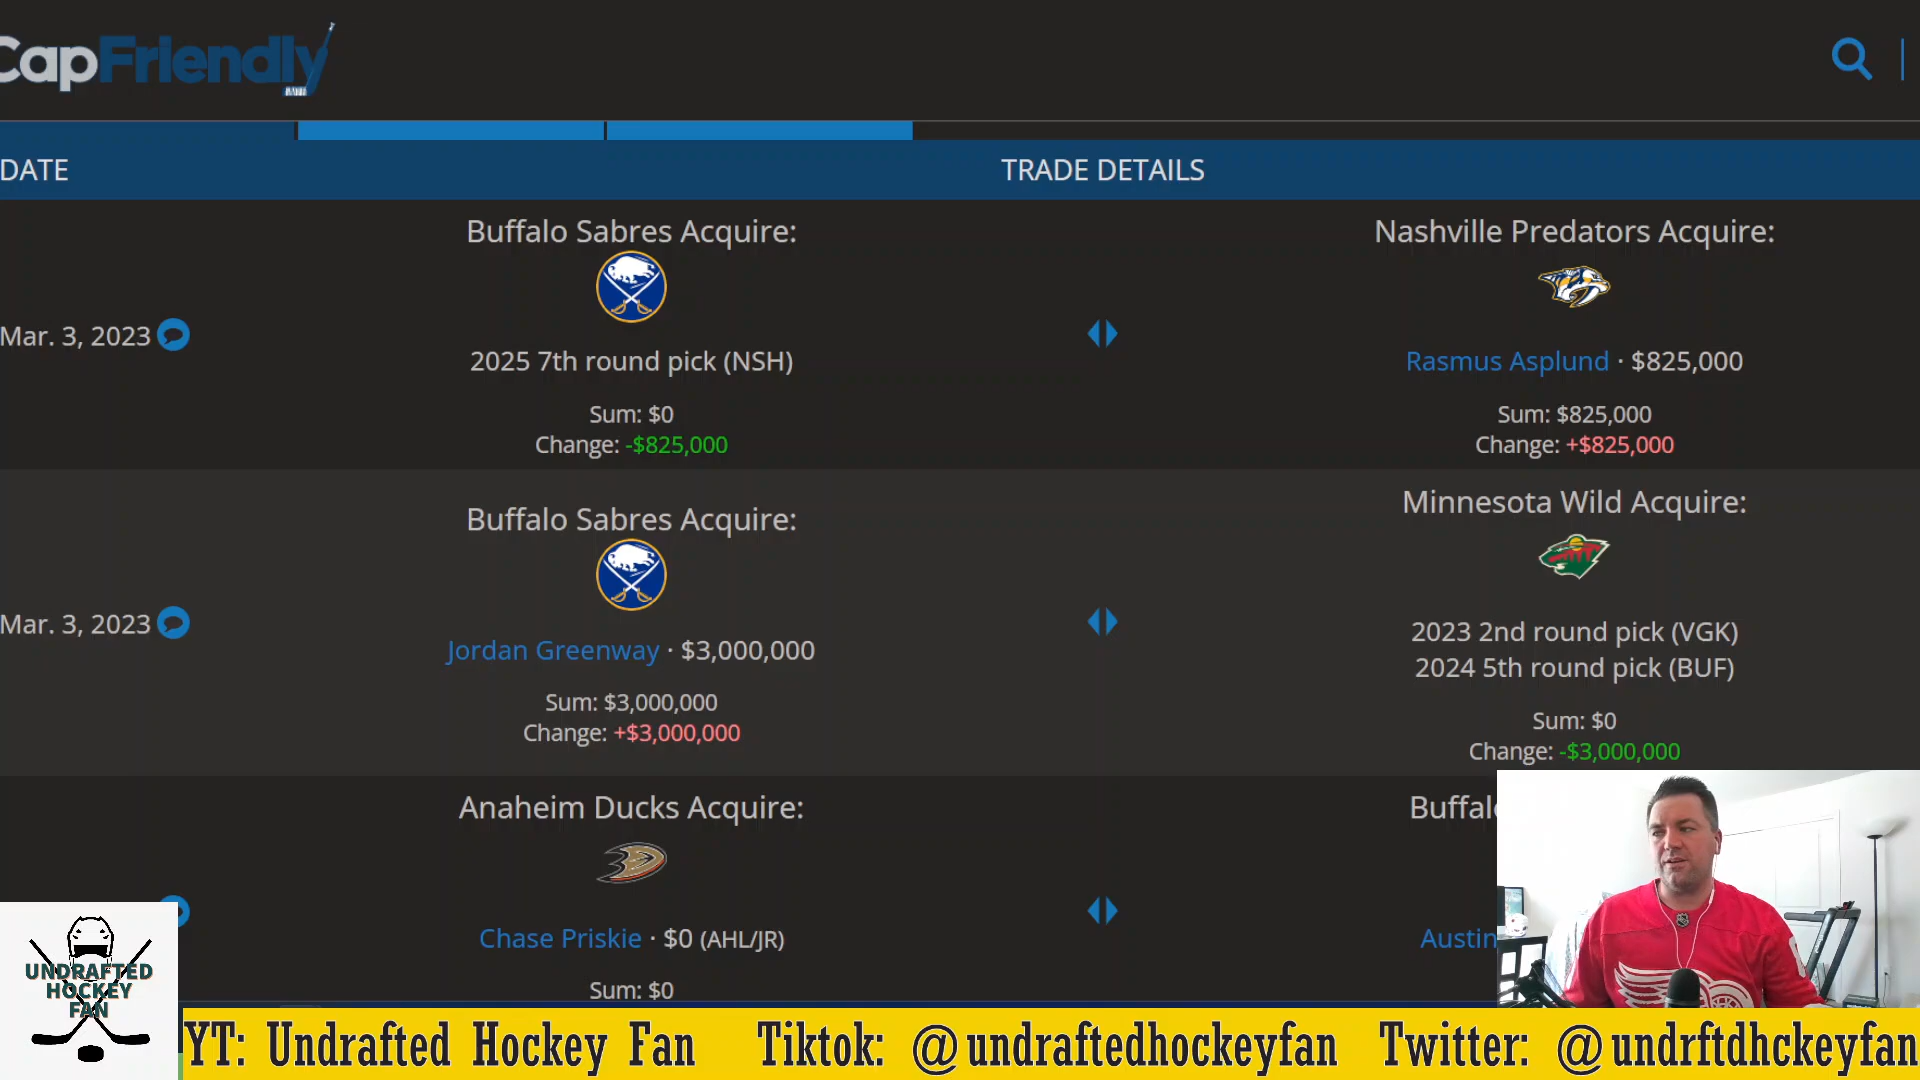 CapFriendly
DATE
TRADE DETAILS
Buffalo Sabres Acquire:
Nashville Predators Acquire:
Mar. 3, 2023
2025 7th round pick (NSH)
Rasmus Asplund · $825,000
Sum: $0
Sum: $825,000
Change: -$825,000
Change: +$825,000
Buffalo Sabres Acquire:
Minnesota Wild Acquire:
Mar. 3, 2023
Jordan Greenway · $3,000,000
2023 2nd round pick (VGK)
2024 5th round pick (BUF)
Sum: $3,000,000
Sum: $0
Change: +$3,000,000
Change: -$3,000,000
Anaheim Ducks Acquire:
Buffalo
Chase Priskie · $0 (AHL/JR)
Austin
Sum: $0
UNDRAFTED
HOCKEY
FAN
YT: Undrafted Hockey Fan Tiktok: @undraftedhockeyfan Twitter: @undrftdhckeyfan